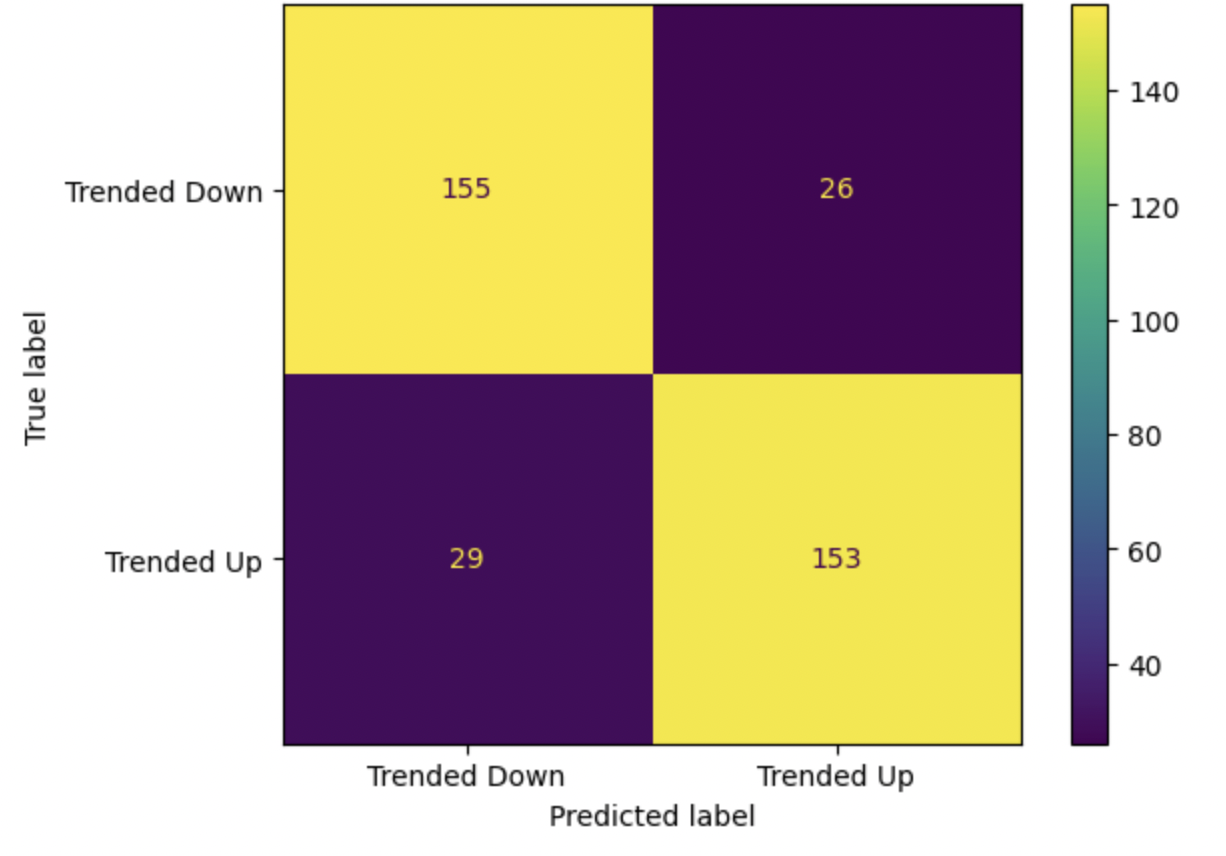 Trended Down
155
26
Trended Up
29
153
True label
Trended Down
Trended Up
Predicted label
140
120
100
80
60
40